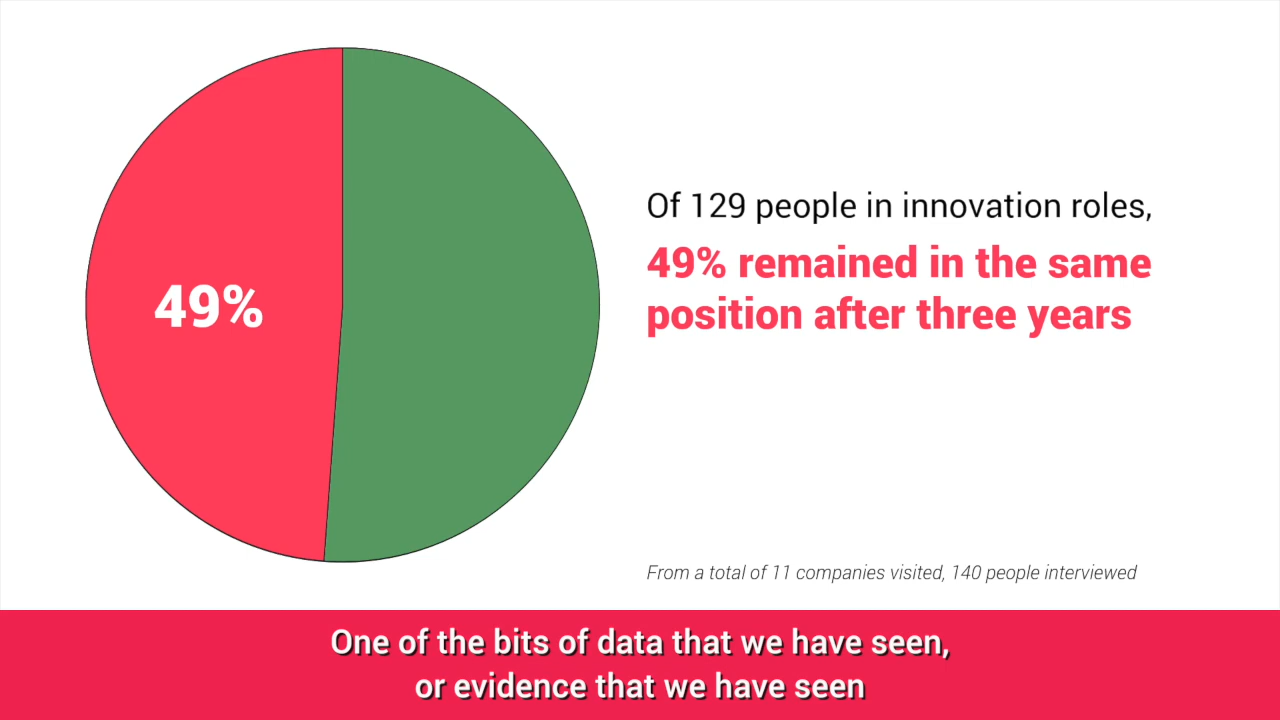 49%
Of 129 people in innovation roles,
49% remained in the same
position after three years
From a total of 11 companies visited, 140 people interviewed
One of the bits of data that we have seen,
or evidence that we have seen